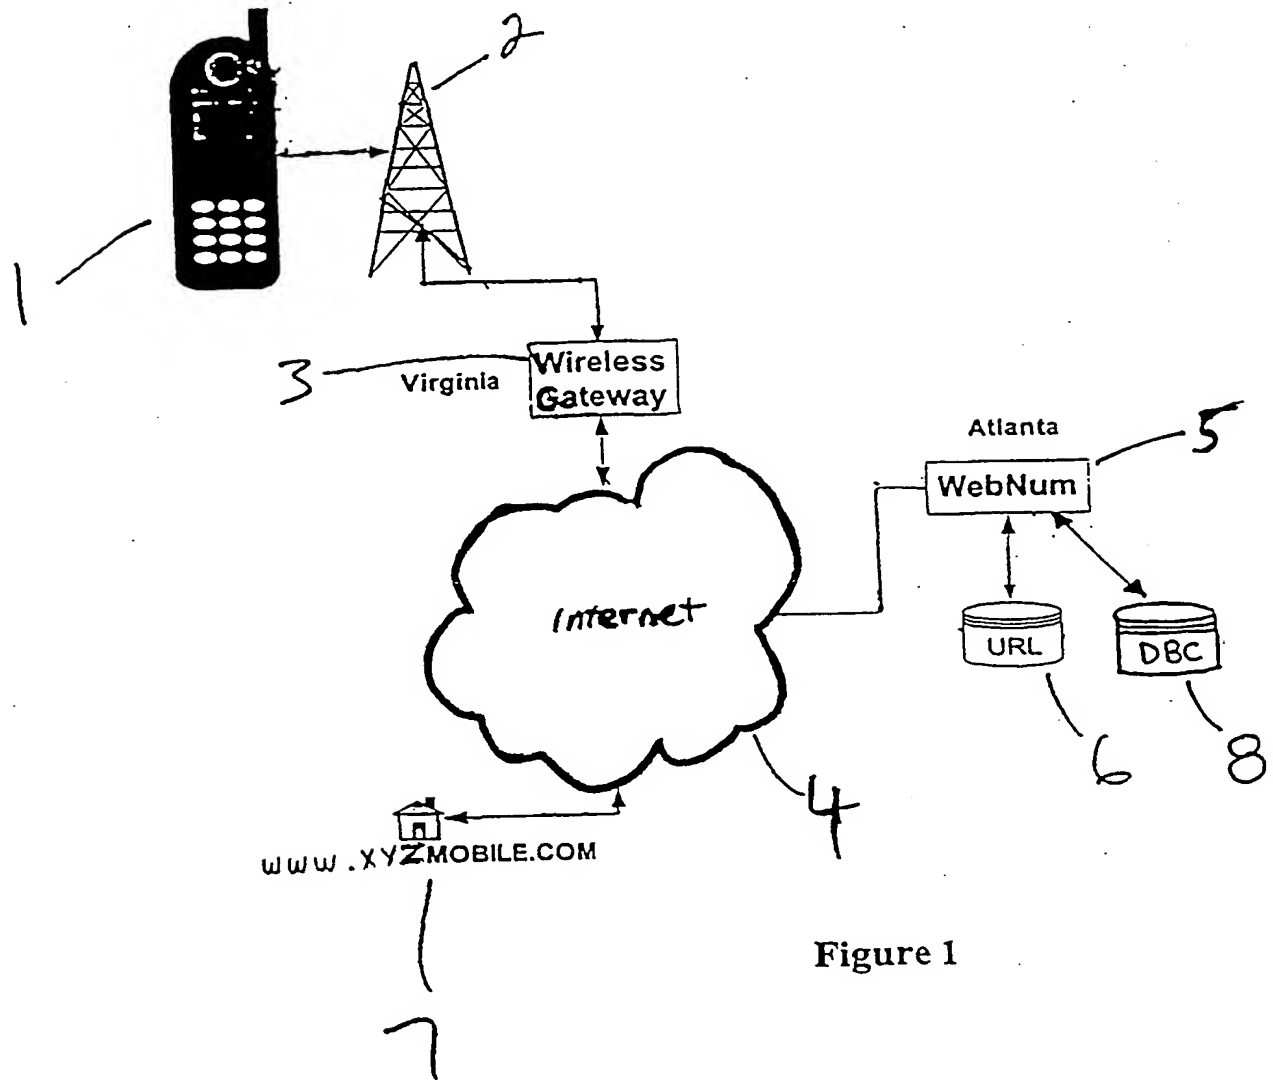 2
1
Wireless
Gateway
3
Virginia
Atlanta
5
WebNum
Internet
URL
DBC
6
8
4
www.XYZMOBILE.COM
Figure 1
7